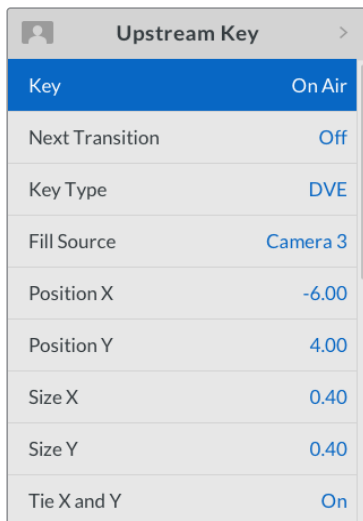 Upstream Key
Key On Air
Next Transition Off
Key Type DVE
Fill Source Camera 3
Position X -6.00
Position Y 4.00
Size X 0.40
Size Y 0.40
Tie X and Y On